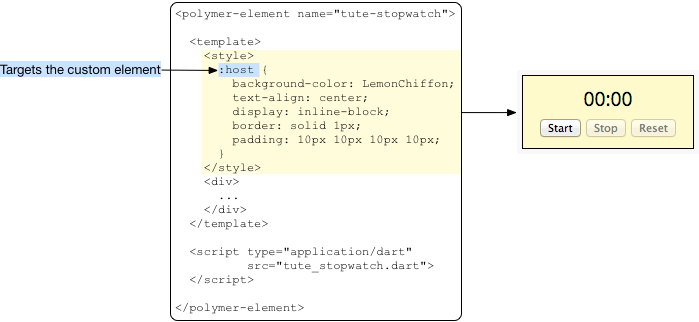 <polymer-element name="tute-stopwatch">
<template>
<style>
Targets the custom element
:host {
background-color: LemonChiffon;
text-align: center;
display: inline-block;
border: solid 1px;
padding: 10px 10px 10px 10px;
}
</style>
<div>
...
</div>
</template>
<script type="application/dart"
src="tute_stopwatch.dart">
</script>
</polymer-element>
00:00
Start Stop Reset